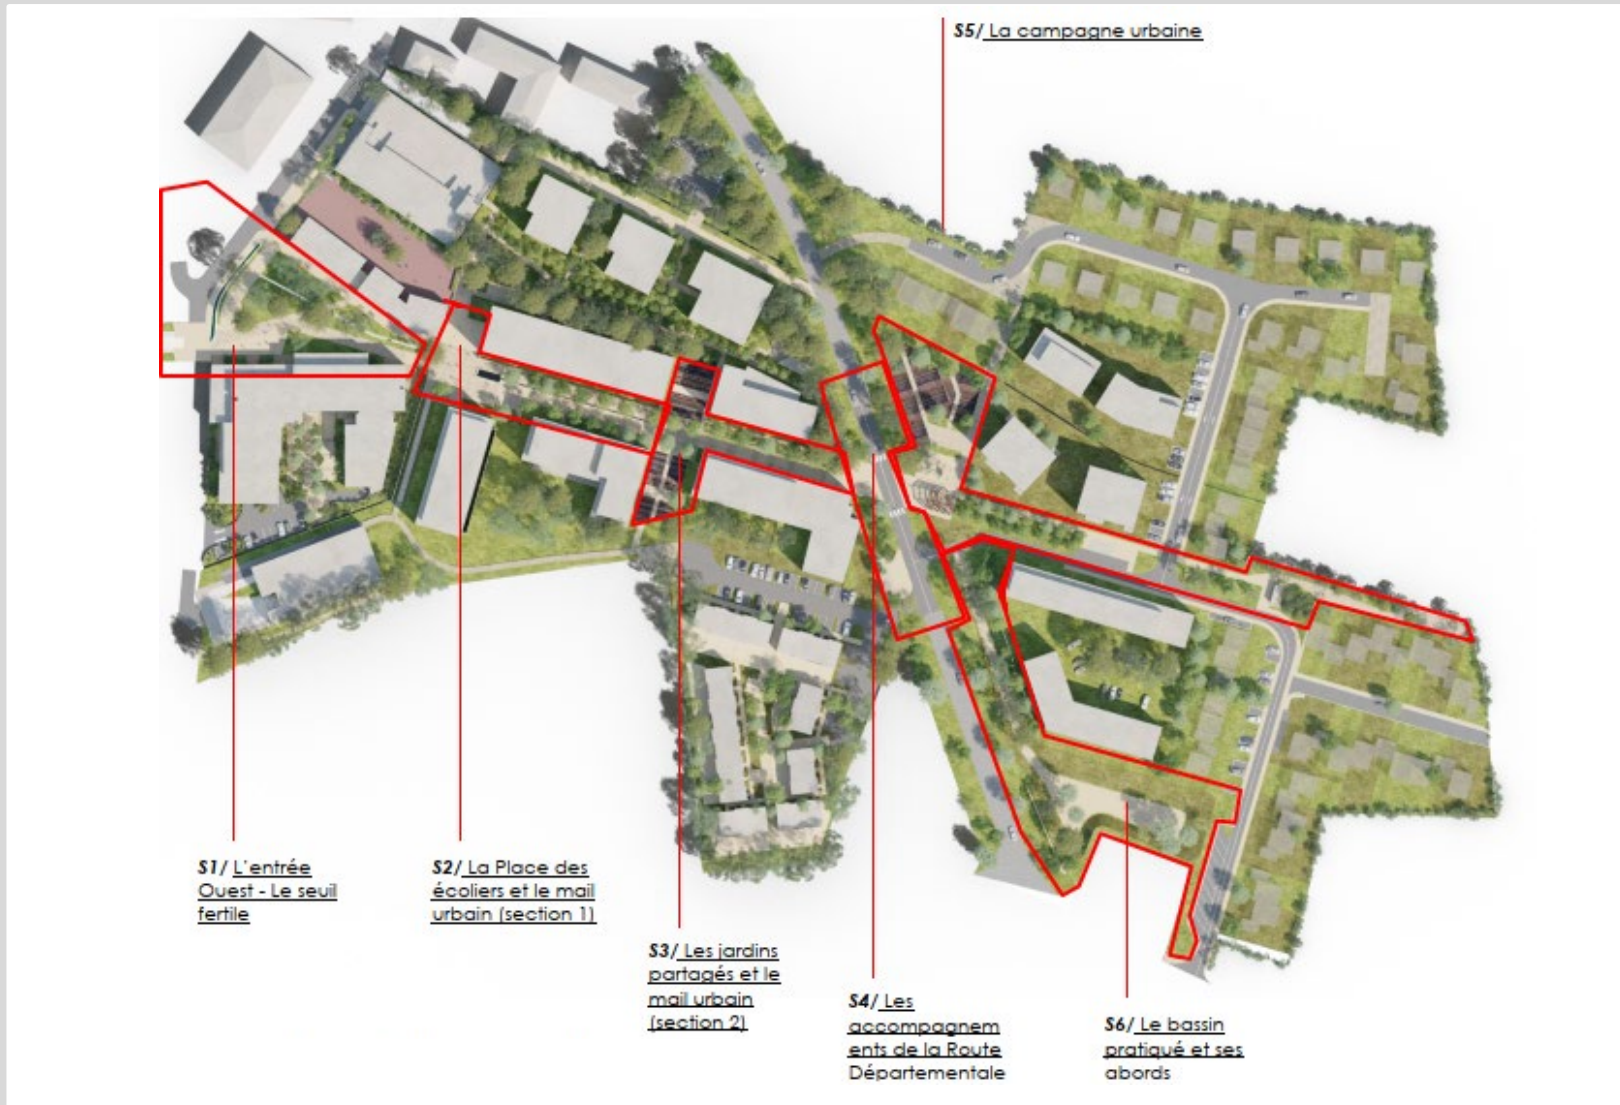 S5/ La campagne urbaine
S1/ L'entrée
Ouest - Le seuil
fertile
S2/ La Place des
écoliers et le mail
urbain (section 1)
S3/ Les jardins
partagés et le
mail urbain
(section 2)
S4/ Les
accompagnem
ents de la Route
Départementale
S6/ Le bassin
pratiqué et ses
abords